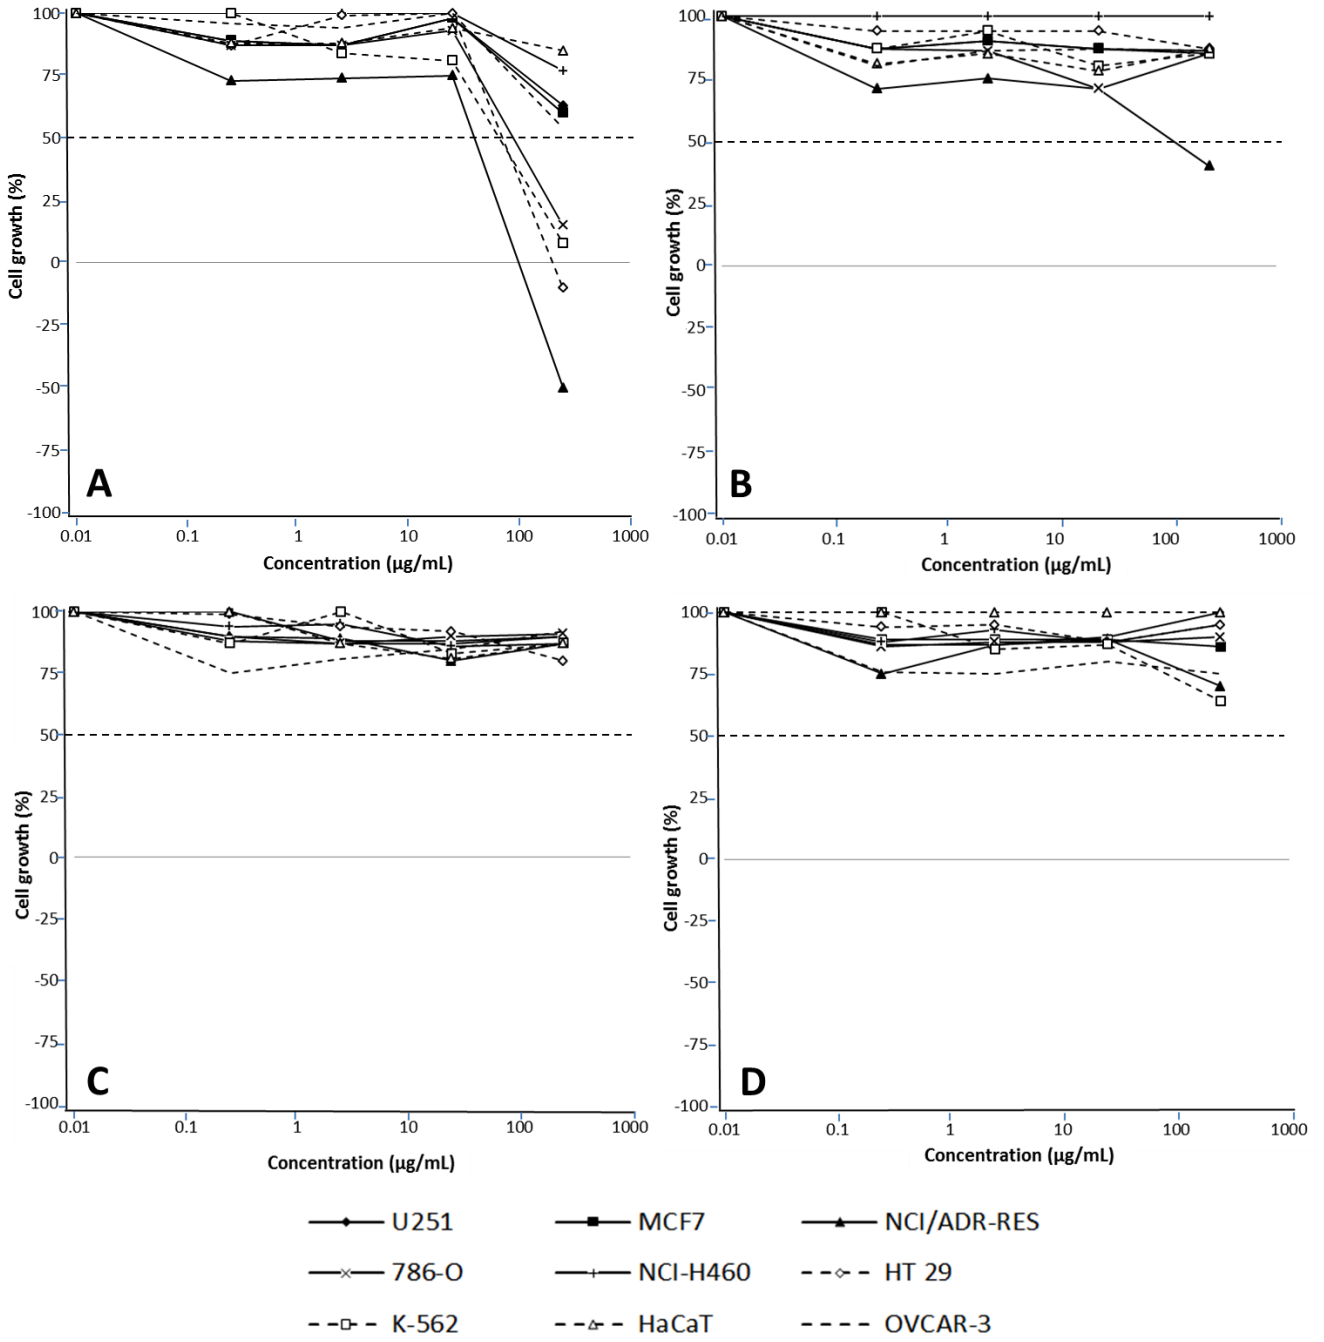 100
75
50
25
0
-25
-50
-75
-100
Cell growth (%)
A
0.01 0.1 1 10 100 1000
Concentration (µg/mL)
100
75
50
25
0
-25
-50
-75
-100
Cell growth (%)
B
0.01 0.1 1 10 100 1000
Concentration (µg/mL)
100
75
50
25
0
-25
-50
-75
-100
Cell growth (%)
C
0.01 0.1 1 10 100 1000
Concentration (µg/mL)
100
75
50
25
0
-25
-50
-75
-100
Cell growth (%)
D
0.01 0.1 1 10 100 1000
Concentration (µg/mL)
U251 MCF7 NCI/ADR-RES
786-O NCI-H460 HT 29
K-562 HaCaT OVCAR-3